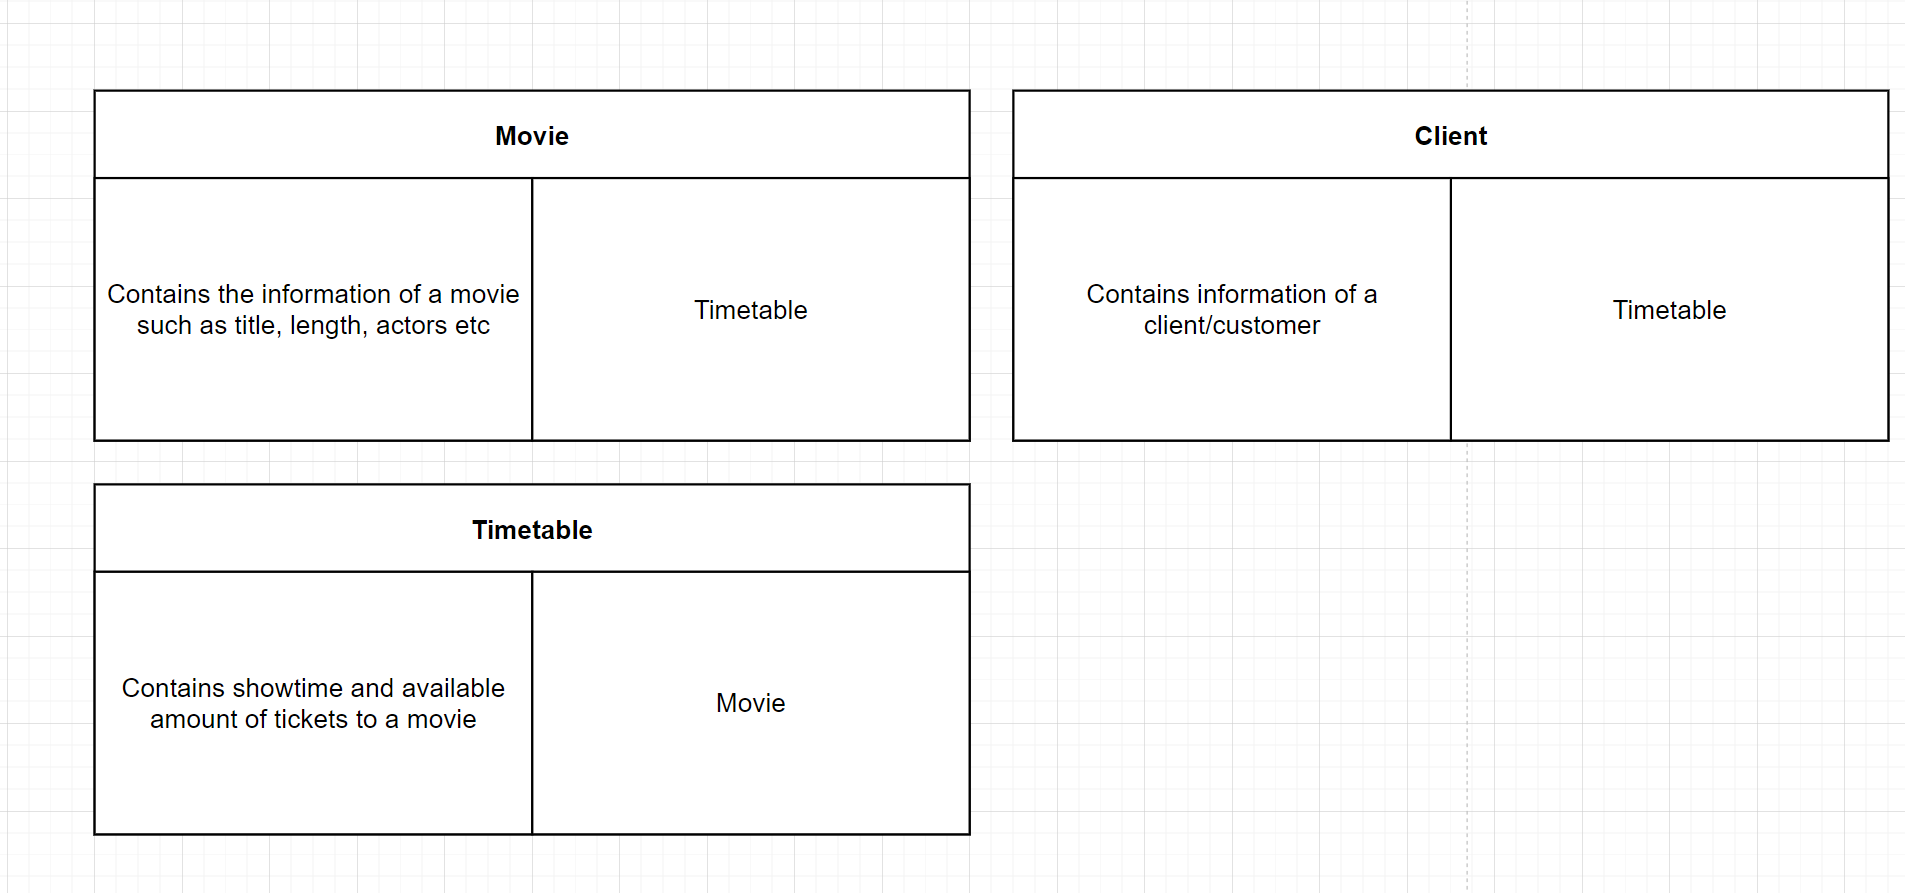 Movie
Contains the information of a movie
such as title, length, actors etc
Timetable
Client
Contains information of a
client/customer
Timetable
Timetable
Contains showtime and available
amount of tickets to a movie
Movie